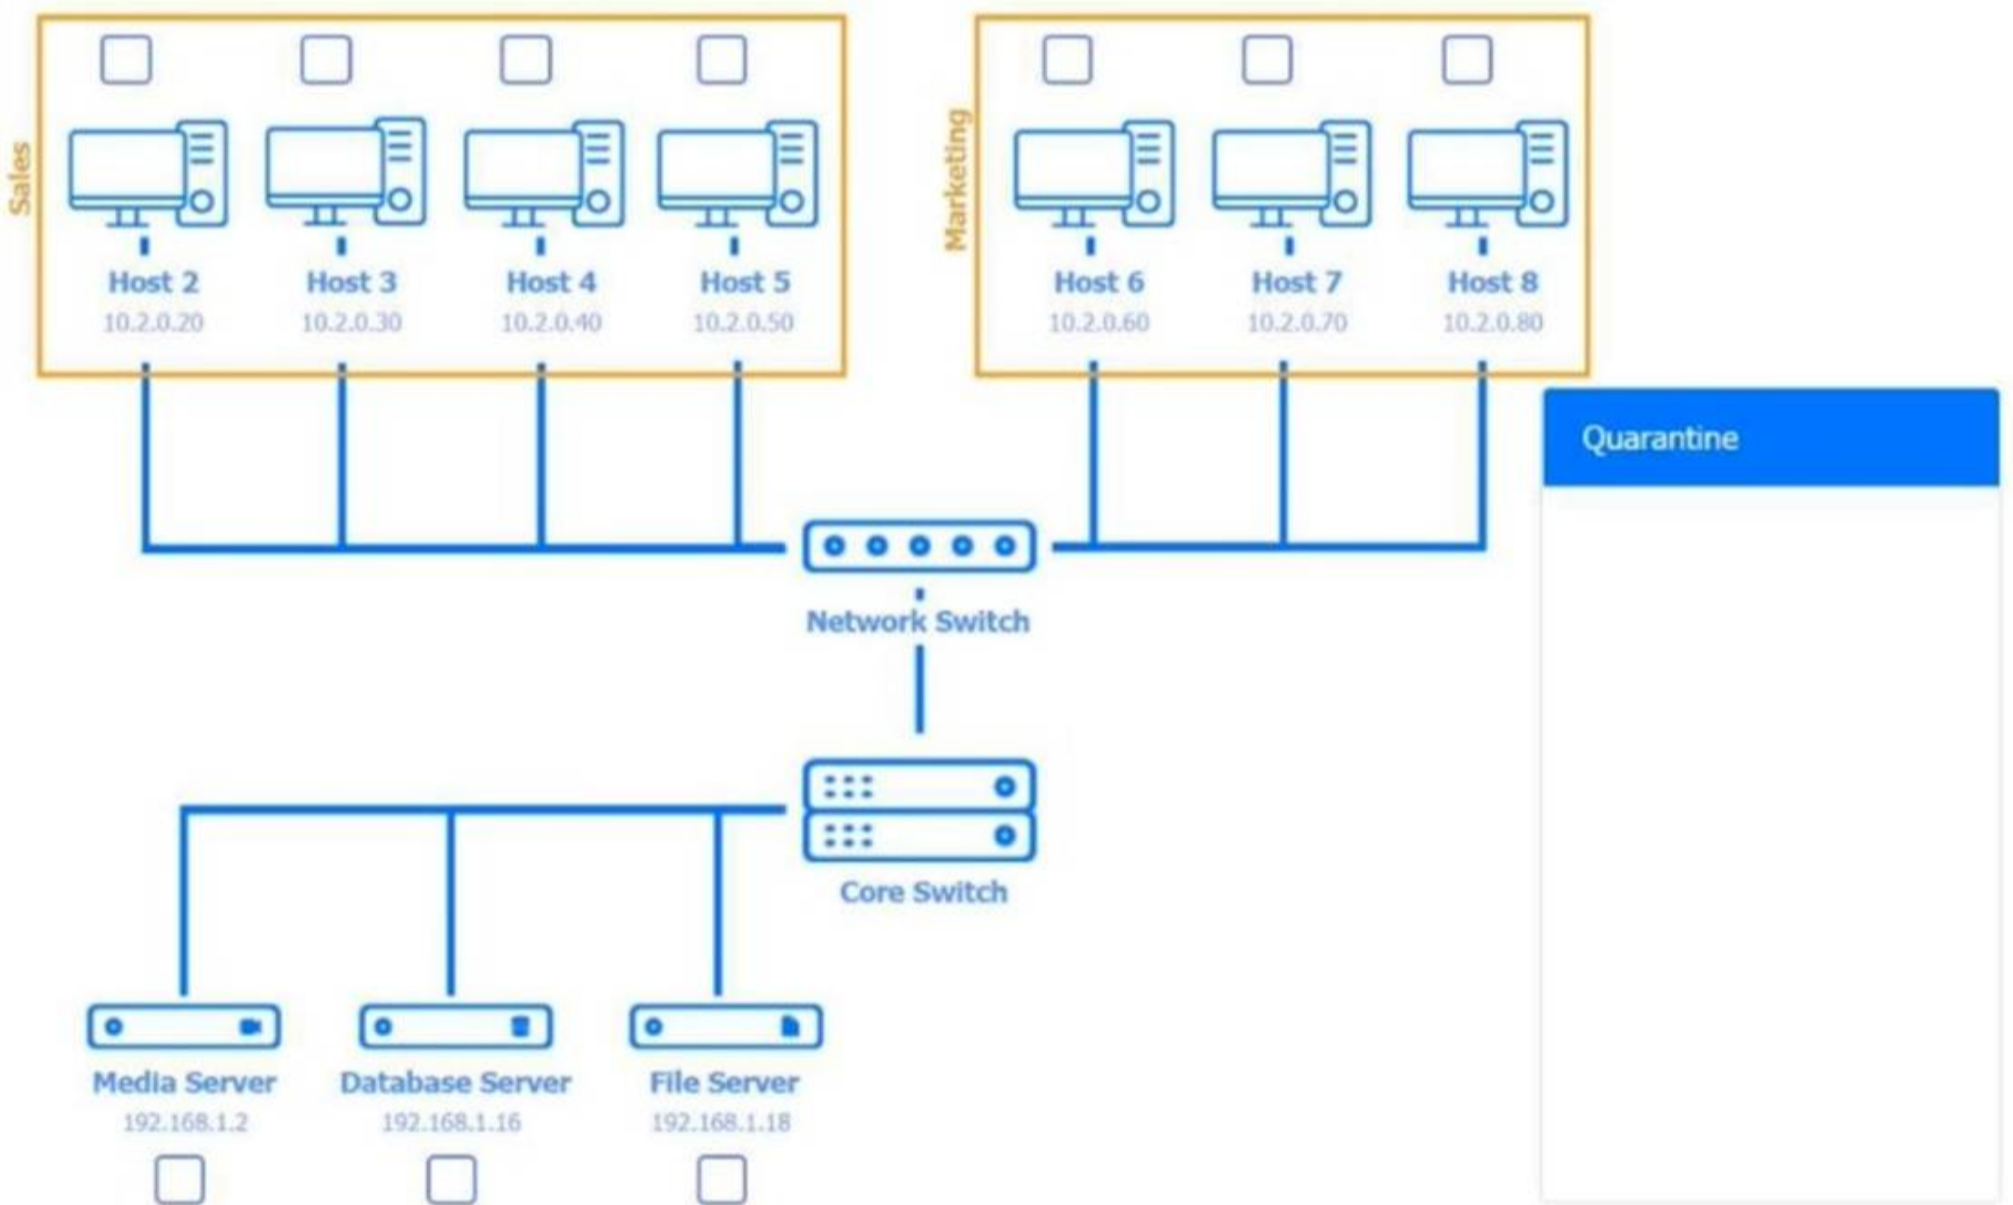 Sales
Host 2
10.2.0.20
Host 3
10.2.0.30
Host 4
10.2.0.40
Host 5
10.2.0.50
Marketing
Host 6
10.2.0.60
Host 7
10.2.0.70
Host 8
10.2.0.80
Quarantine
Network Switch
Core Switch
Media Server
192.168.1.2
Database Server
192.168.1.16
File Server
192.168.1.18